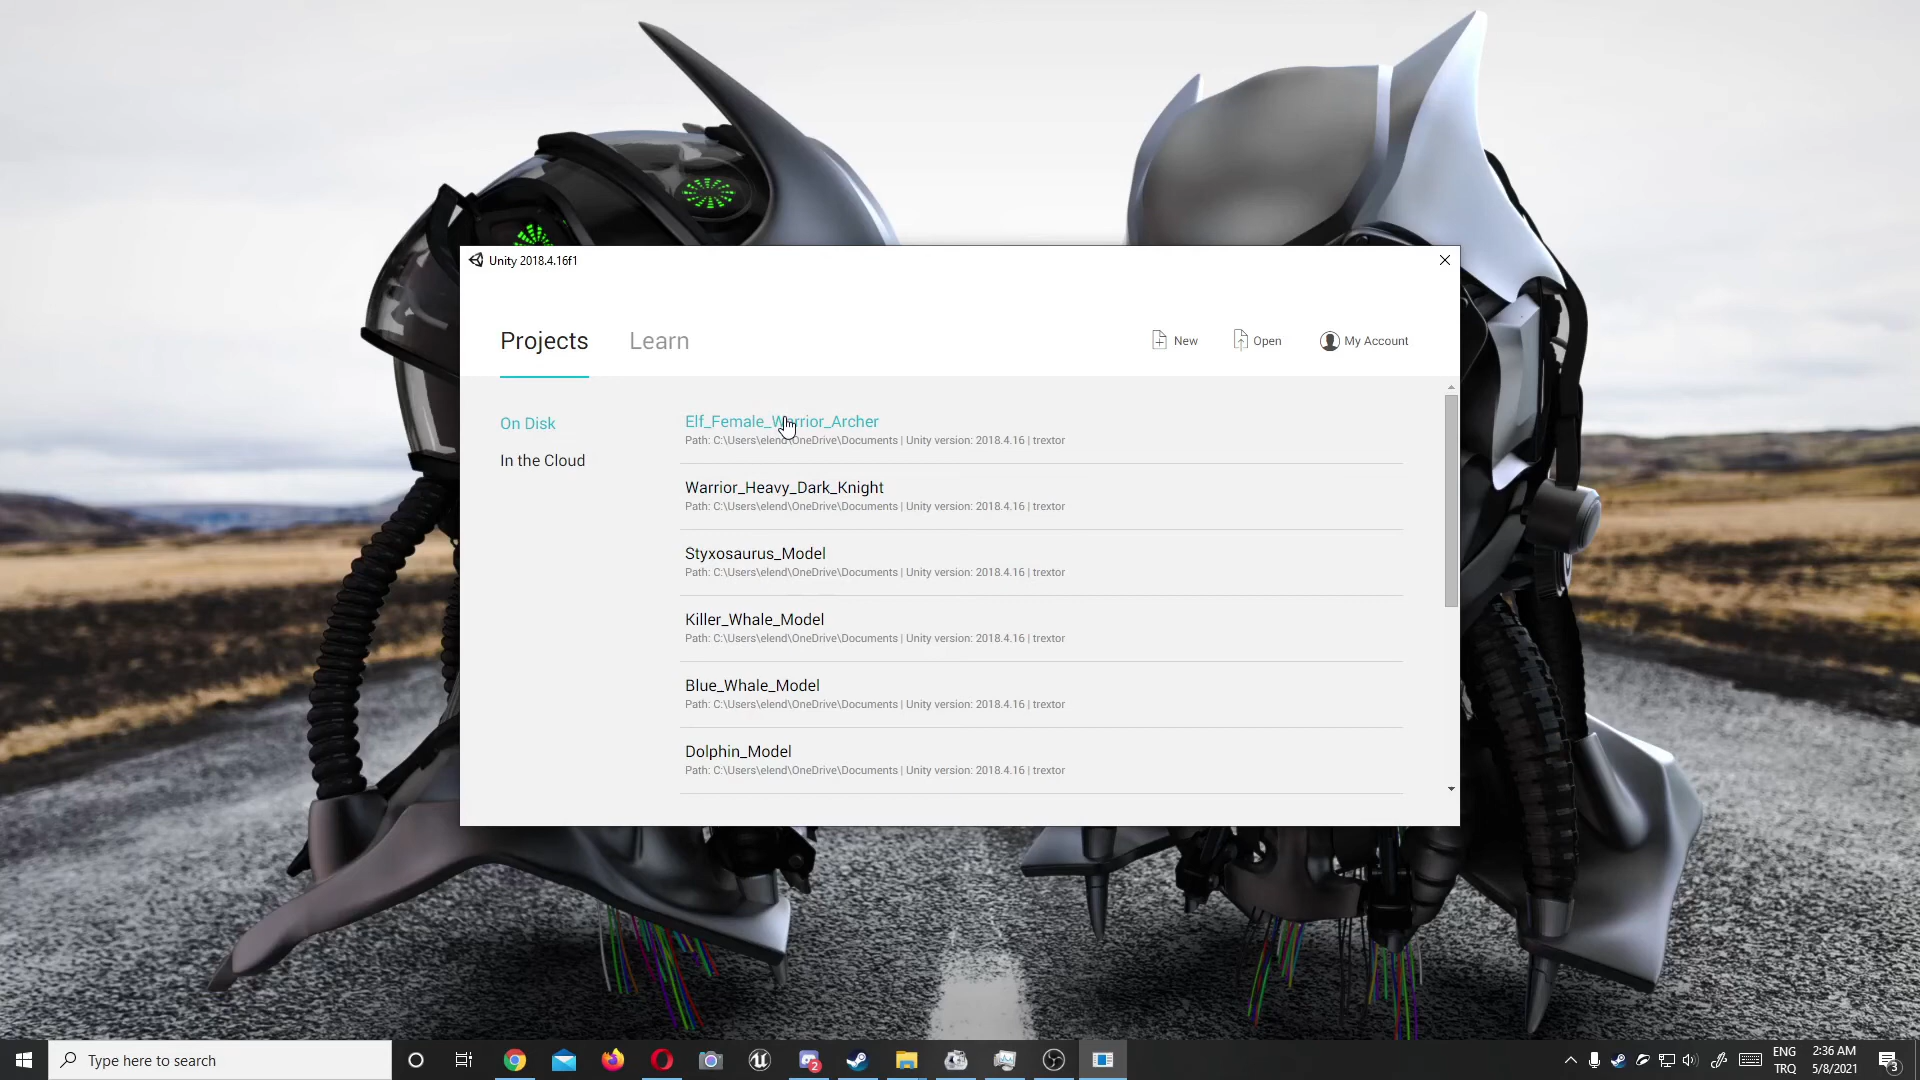 Unity 2018.4.16f1
Projects
Learn
New
Open
My Account
On Disk
In the Cloud
Elf_Female_Warrior_Archer
Path: C:\Users\elend\OneDrive\Documents | Unity version: 2018.4.16 | trextor
Warrior_Heavy_Dark_Knight
Path: C:\Users\elend\OneDrive\Documents | Unity version: 2018.4.16 | trextor
Styxosaurus_Model
Path: C:\Users\elend\OneDrive\Documents | Unity version: 2018.4.16 | trextor
Killer_Whale_Model
Path: C:\Users\elend\OneDrive\Documents | Unity version: 2018.4.16 | trextor
Blue_Whale_Model
Path: C:\Users\elend\OneDrive\Documents | Unity version: 2018.4.16 | trextor
Dolphin_Model
Path: C:\Users\elend\OneDrive\Documents | Unity version: 2018.4.16 | trextor
Type here to search
2
ENG
TRQ
2:36 AM
5/8/2021
3